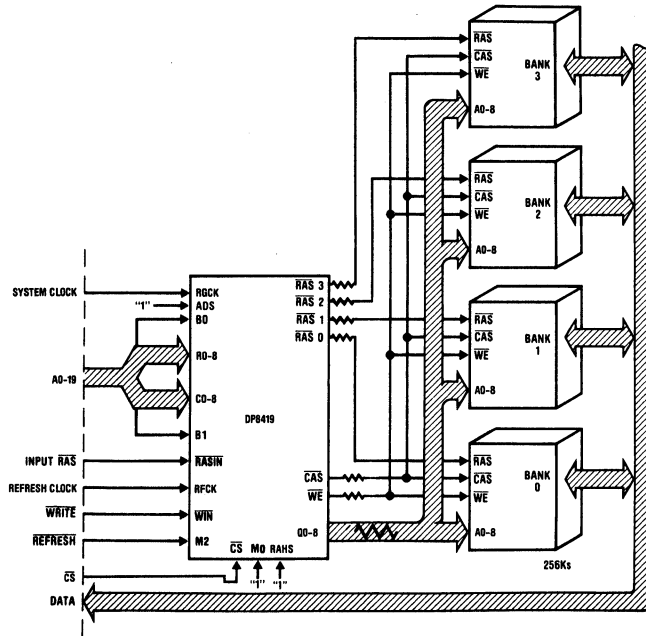 RAS
CAS
WE
A0-8
BANK
3
RAS
CAS
WE
A0-8
BANK
2
SYSTEM CLOCK
RGCK
"1"
ADS
B0
R0-8
A0-19
C0-8
B1
INPUT RAS
RASIN
REFRESH CLOCK
RFCK
WRITE
WIN
REFRESH
M2
CS
DATA
DP8419
RAS 3
RAS 2
RAS 1
RAS 0
CAS
WE
Q0-8
CS M0 RAHS
"1" "1"
RAS
CAS
WE
A0-8
BANK
1
RAS
CAS
WE
A0-8
BANK
0
256Ks